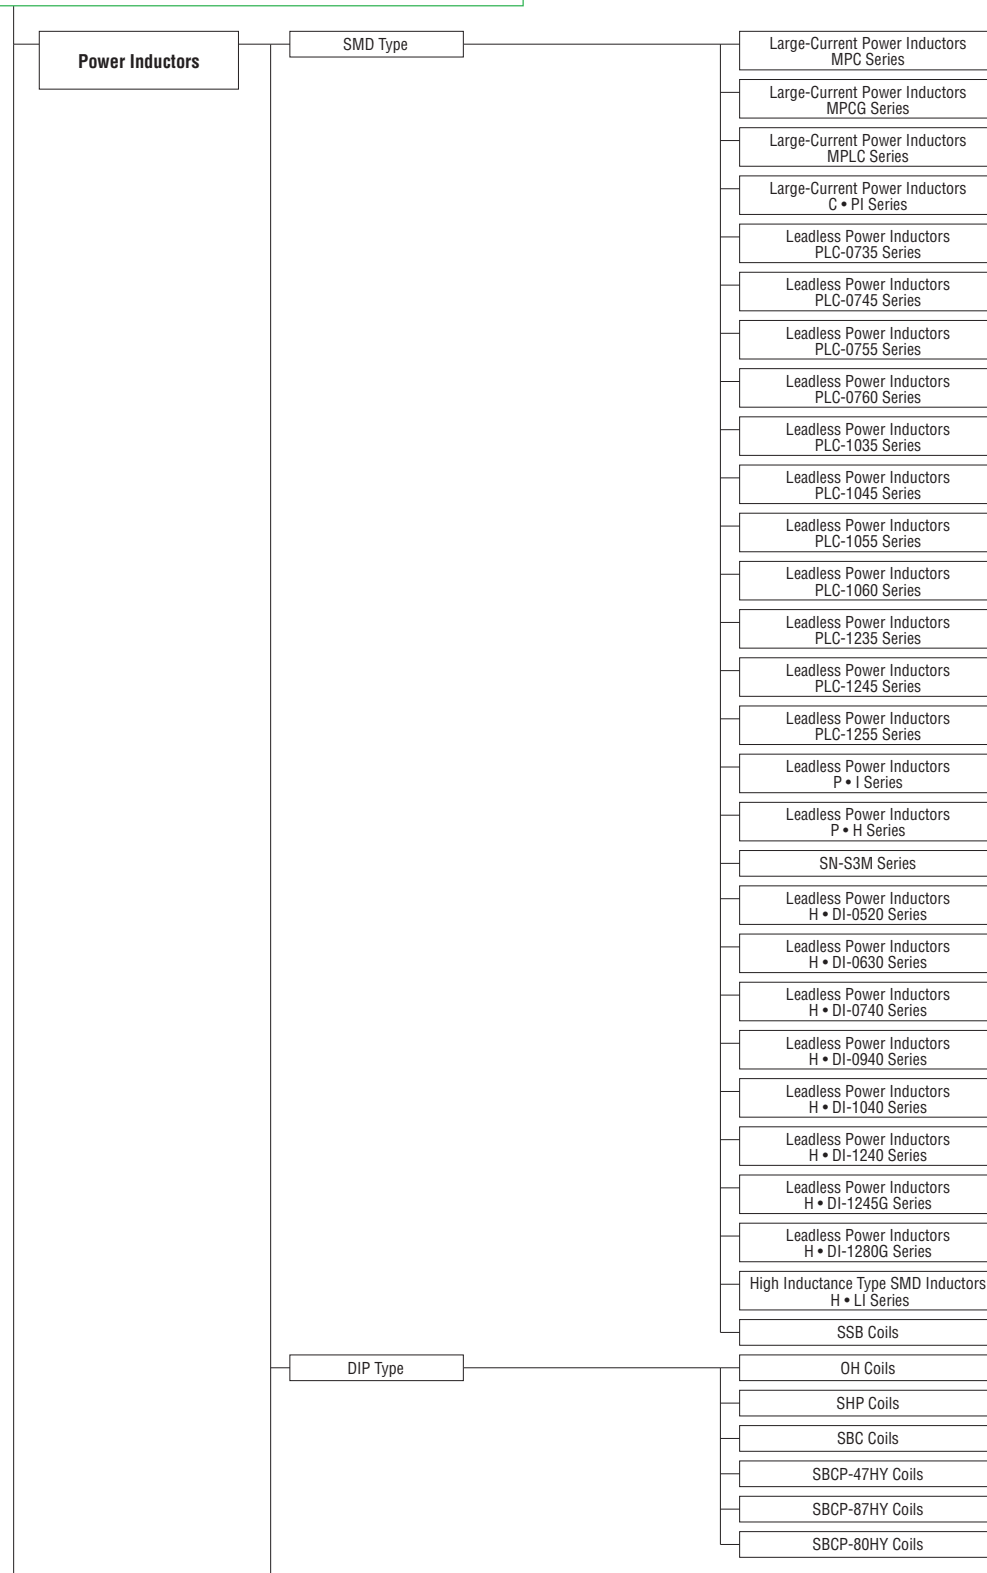 Power Inductors
SMD Type
Large-Current Power Inductors
MPC Series
Large-Current Power Inductors
MPCG Series
Large-Current Power Inductors
MPLC Series
Large-Current Power Inductors
C • PI Series
Leadless Power Inductors
PLC-0735 Series
Leadless Power Inductors
PLC-0745 Series
Leadless Power Inductors
PLC-0755 Series
Leadless Power Inductors
PLC-0760 Series
Leadless Power Inductors
PLC-1035 Series
Leadless Power Inductors
PLC-1045 Series
Leadless Power Inductors
PLC-1055 Series
Leadless Power Inductors
PLC-1060 Series
Leadless Power Inductors
PLC-1235 Series
Leadless Power Inductors
PLC-1245 Series
Leadless Power Inductors
PLC-1255 Series
Leadless Power Inductors
P • I Series
Leadless Power Inductors
P • H Series
SN-S3M Series
Leadless Power Inductors
H • DI-0520 Series
Leadless Power Inductors
H • DI-0630 Series
Leadless Power Inductors
H • DI-0740 Series
Leadless Power Inductors
H • DI-0940 Series
Leadless Power Inductors
H • DI-1040 Series
Leadless Power Inductors
H • DI-1240 Series
Leadless Power Inductors
H • DI-1245G Series
Leadless Power Inductors
H • DI-1280G Series
High Inductance Type SMD Inductors
H • LI Series
SSB Coils
DIP Type
OH Coils
SHP Coils
SBC Coils
SBCP-47HY Coils
SBCP-87HY Coils
SBCP-80HY Coils